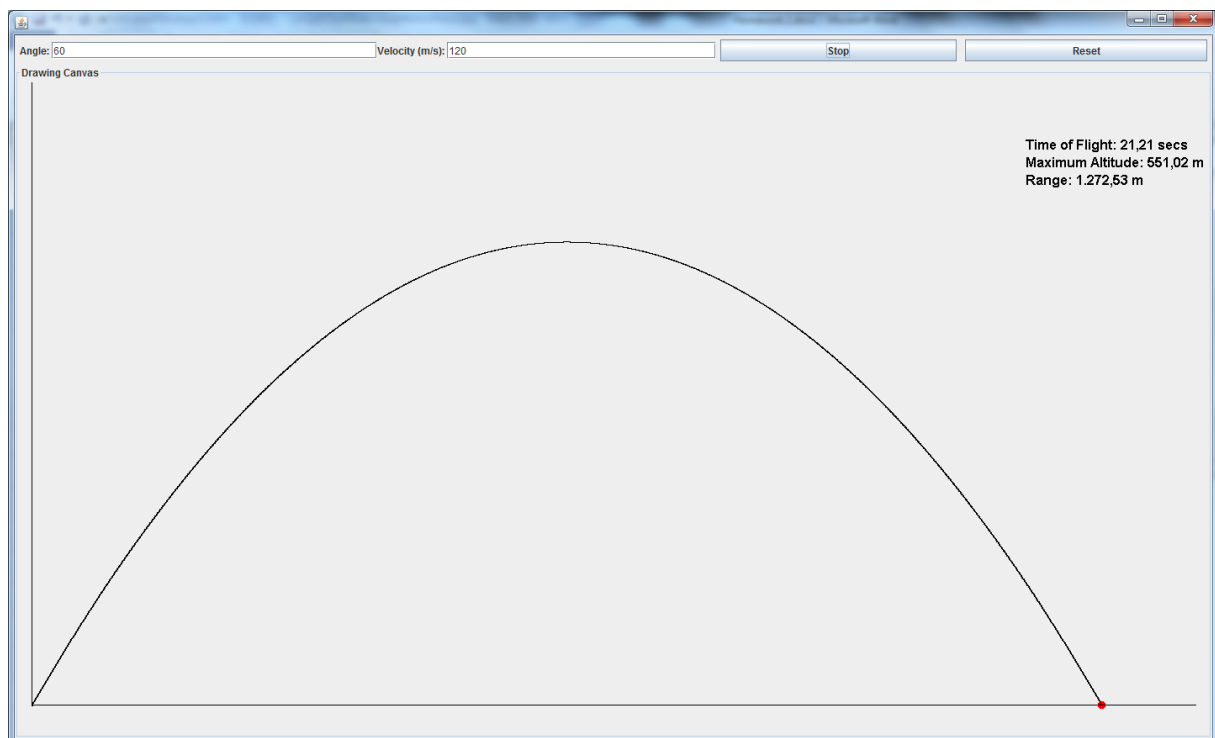 Angle: 60 Velocity (m/s): 120 Stop Reset
Drawing Canvas
Time of Flight: 21,21 secs
Maximum Altitude: 551,02 m
Range: 1.272,53 m